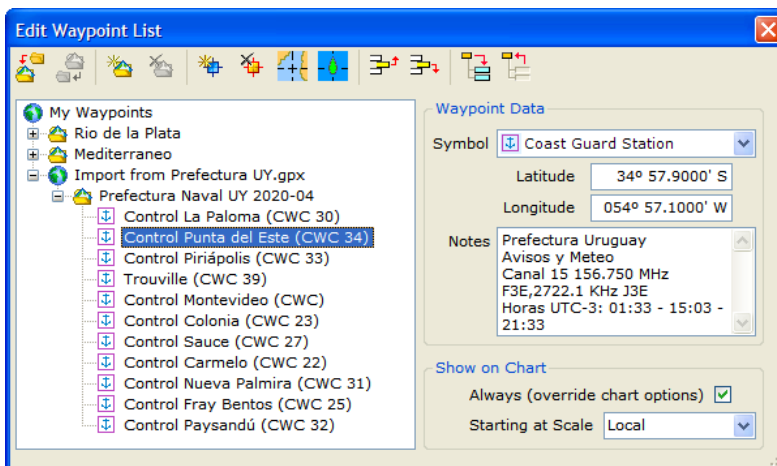 Edit Waypoint List
My Waypoints
Rio de la Plata
Mediterraneo
Import from Prefectura UY.gpx
Prefectura Naval UY 2020-04
Control La Paloma (CWC 30)
Control Punta del Este (CWC 34)
Control Piriápolis (CWC 33)
Trouville (CWC 39)
Control Montevideo (CWC)
Control Colonia (CWC 23)
Control Sauce (CWC 27)
Control Carmelo (CWC 22)
Control Nueva Palmira (CWC 31)
Control Fray Bentos (CWC 25)
Control Paysandú (CWC 32)
Waypoint Data
Symbol Coast Guard Station
Latitude 34º 57.9000' S
Longitude 054º 57.1000' W
Notes Prefectura Uruguay
Avisos y Meteo
Canal 15 156.750 MHz
F3E,2722.1 KHz J3E
Horas UTC-3: 01:33 - 15:03 -
21:33
Show on Chart
Always (override chart options)
Starting at Scale Local